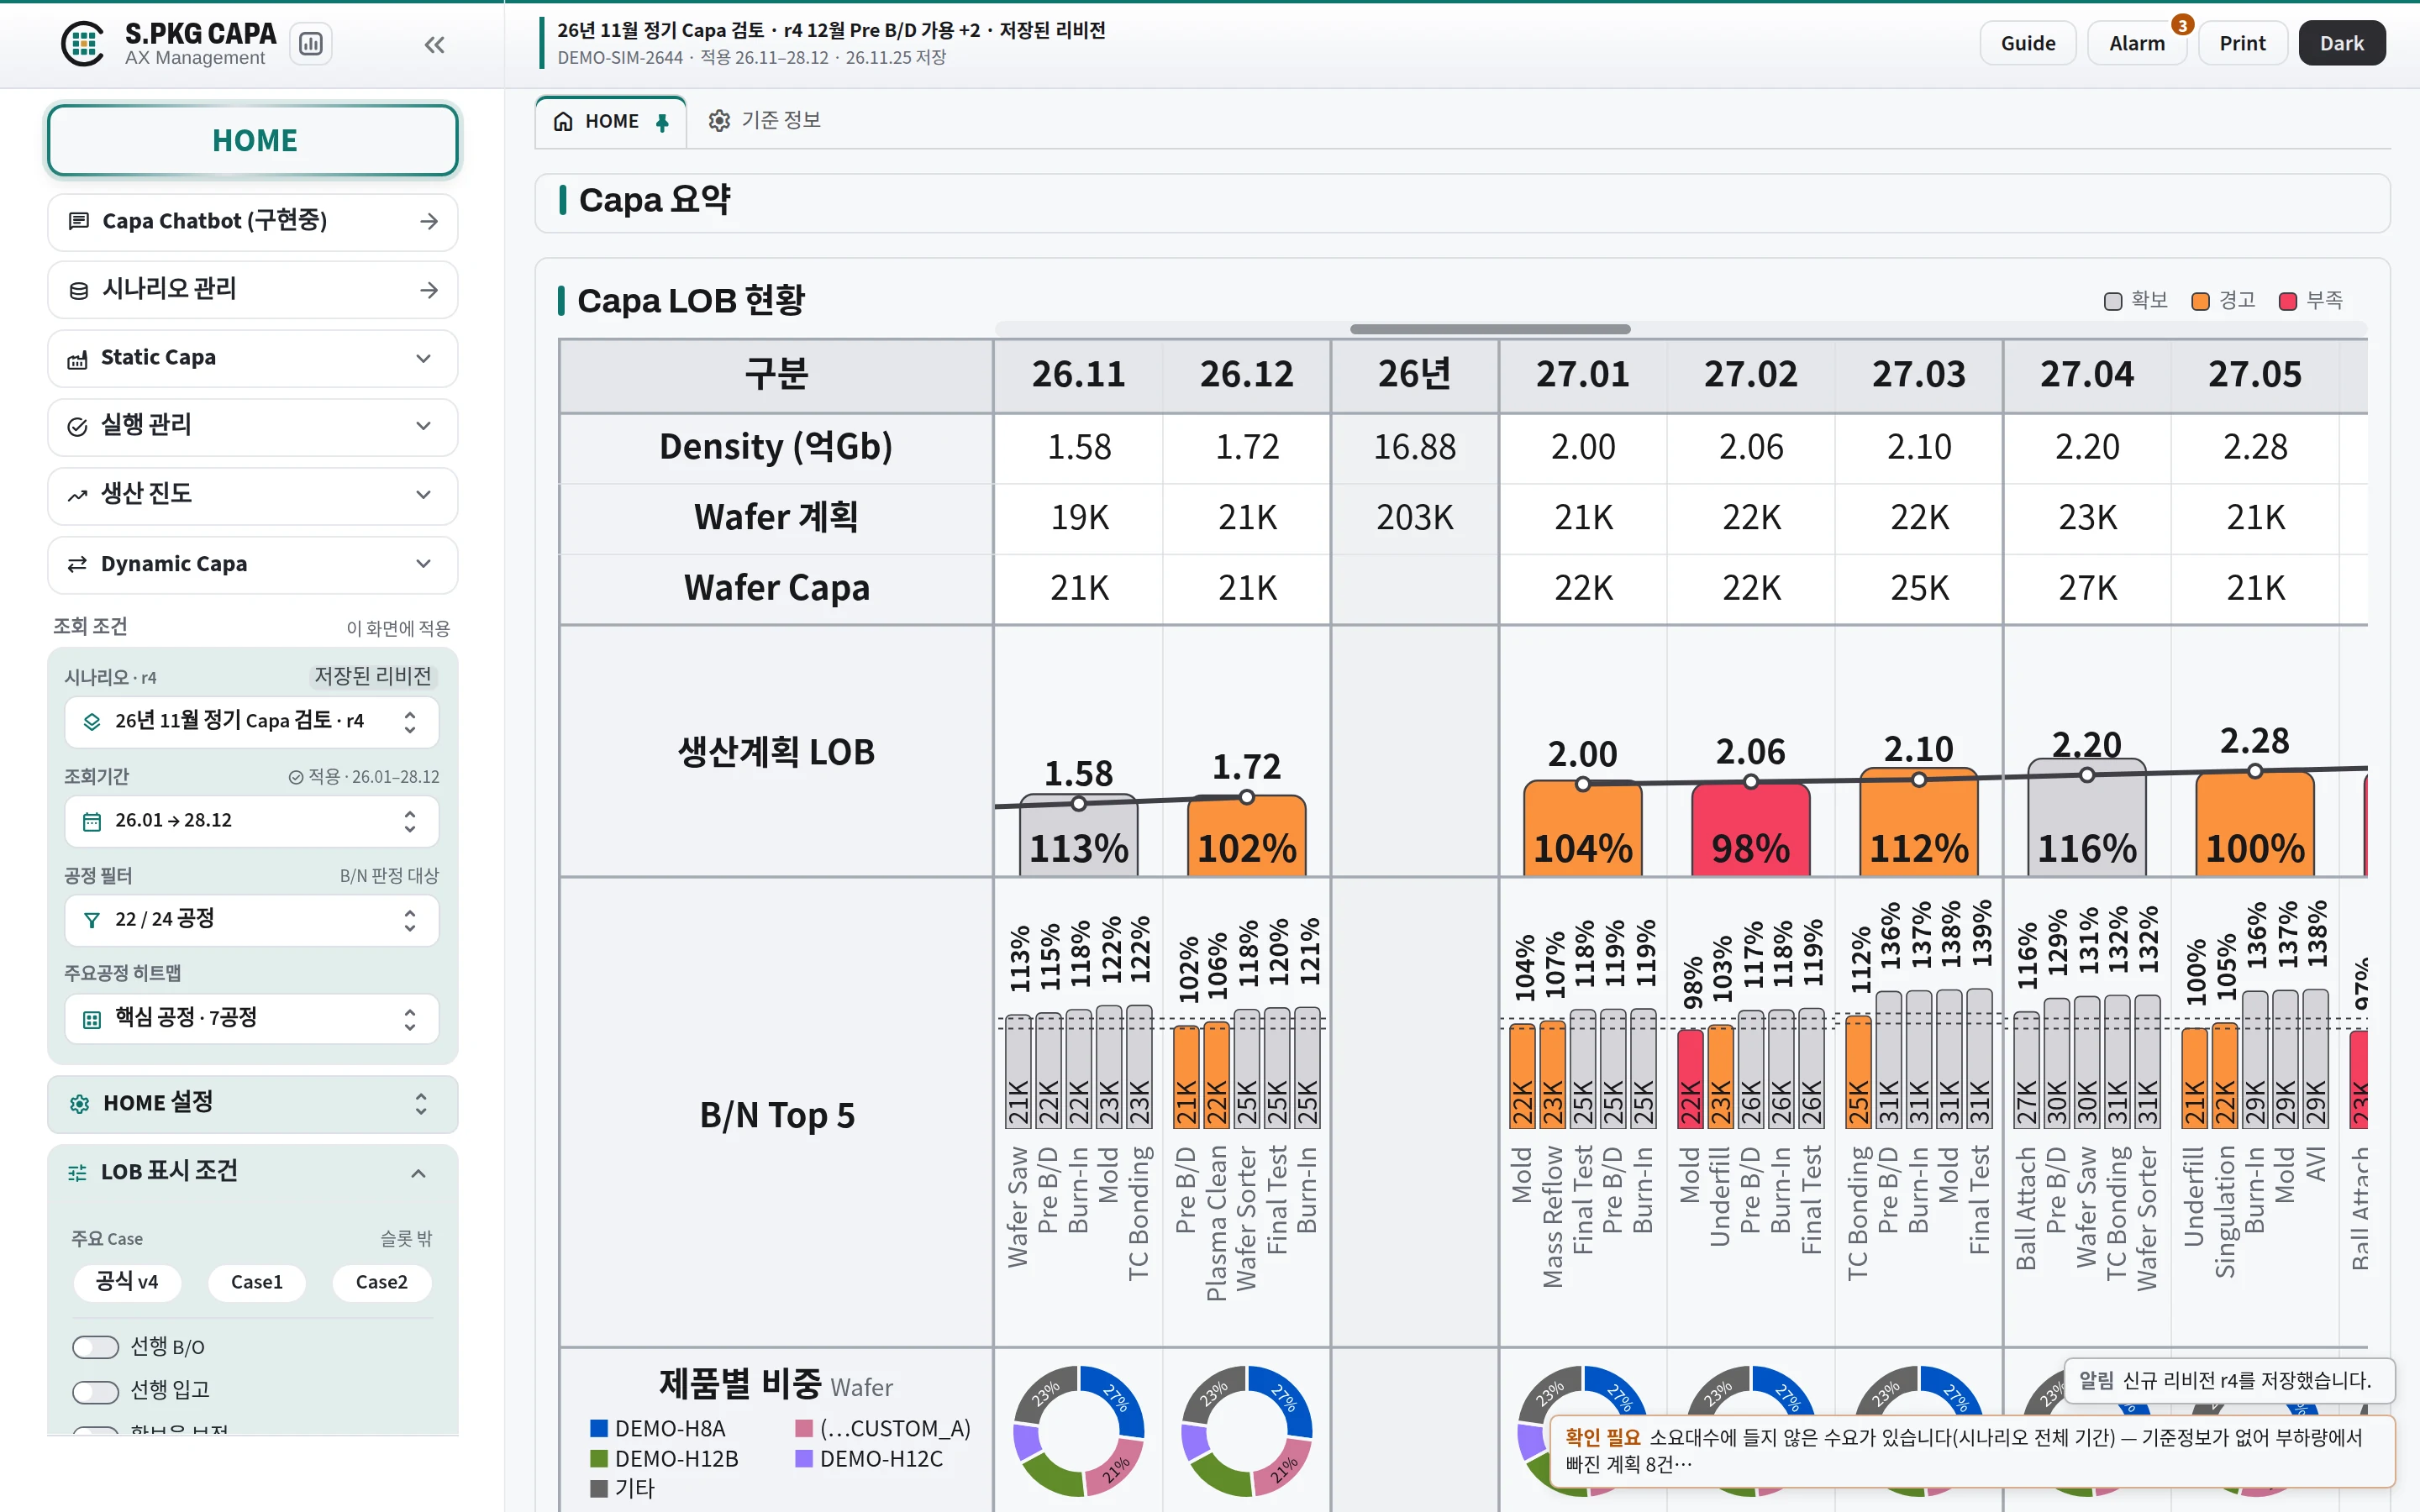 S.PKG CAPA
AX Management
26년 11월 정기 Capa 검토 · r4 12월 Pre B/D 가용 +2 · 저장된 리비전
DEMO-SIM-2644 · 적용 26.11–28.12 · 26.11.25 저장
Guide
Alarm
3
Print
Dark
HOME
Capa Chatbot (구현중)
시나리오 관리
Static Capa
실행 관리
생산 진도
Dynamic Capa
조회 조건 이 화면에 적용
시나리오 · r4 저장된 리비전
26년 11월 정기 Capa 검토 · r4
조회기간 적용 · 26.01–28.12
26.01 → 28.12
공정 필터 B/N 판정 대상
22 / 24 공정
주요공정 히트맵
핵심 공정 · 7공정
HOME 설정
LOB 표시 조건
주요 Case 슬롯 밖
공식 v4 Case1 Case2
선행 B/O
선행 입고
HOME 기준 정보
Capa 요약
Capa LOB 현황
확보 경고 부족
구분 26.11 26.12 26년 27.01 27.02 27.03 27.04 27.05
Density (억Gb) 1.58 1.72 16.88 2.00 2.06 2.10 2.20 2.28
Wafer 계획 19K 21K 203K 21K 22K 22K 23K 21K
Wafer Capa 21K 21K 22K 22K 25K 27K 21K
생산계획 LOB
1.58 1.72 2.00 2.06 2.10 2.20 2.28
113% 102% 104% 98% 112% 116% 100%
B/N Top 5
113% 115% 118% 122% 122% 102% 106% 118% 120% 121% 104% 107% 118% 119% 119% 98% 103% 117% 118% 119% 112% 136% 137% 138% 139% 116% 129% 131% 132% 132% 100% 105% 136% 137% 138% 97%
21K 22K 22K 23K 23K 21K 22K 25K 25K 25K 22K 23K 25K 25K 25K 22K 23K 26K 26K 26K 25K 31K 31K 31K 31K 27K 30K 30K 31K 31K 21K 22K 29K 29K 29K 23K
Wafer Saw Pre B/D Burn-In Mold TC Bonding Pre B/D Plasma Clean Wafer Sorter Final Test Burn-In Mold Mass Reflow Final Test Pre B/D Burn-In Mold Underfill Pre B/D Burn-In Final Test TC Bonding Pre B/D Burn-In Mold Final Test Ball Attach Pre B/D Wafer Saw TC Bonding Wafer Sorter Underfill Singulation Burn-In Mold AVI Ball Attach
제품별 비중 Wafer
DEMO-H8A (…CUSTOM_A)
DEMO-H12B DEMO-H12C
기타
23% 27% 23% 27% 23% 27% 23% 27% 23% 27% 23%
21% 21%
알림 신규 리비전 r4를 저장했습니다.
확인 필요 소요대수에 들지 않은 수요가 있습니다(시나리오 전체 기간) — 기준정보가 없어 부하량에서
빠진 계획 8건…